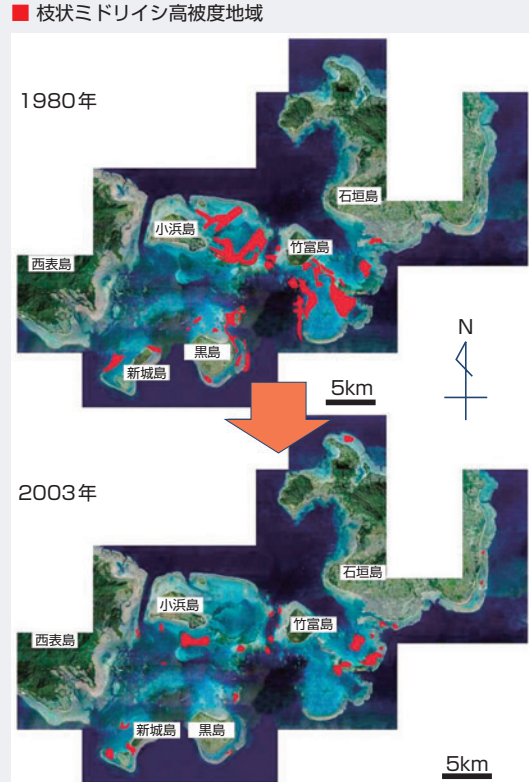 ■ 枝状ミドリイシ高被度地域
1980年
石垣島
小浜島
竹富島
西表島
黒島
新城島
N
5km
2003年
石垣島
小浜島
竹富島
西表島
新城島
黒島
5km